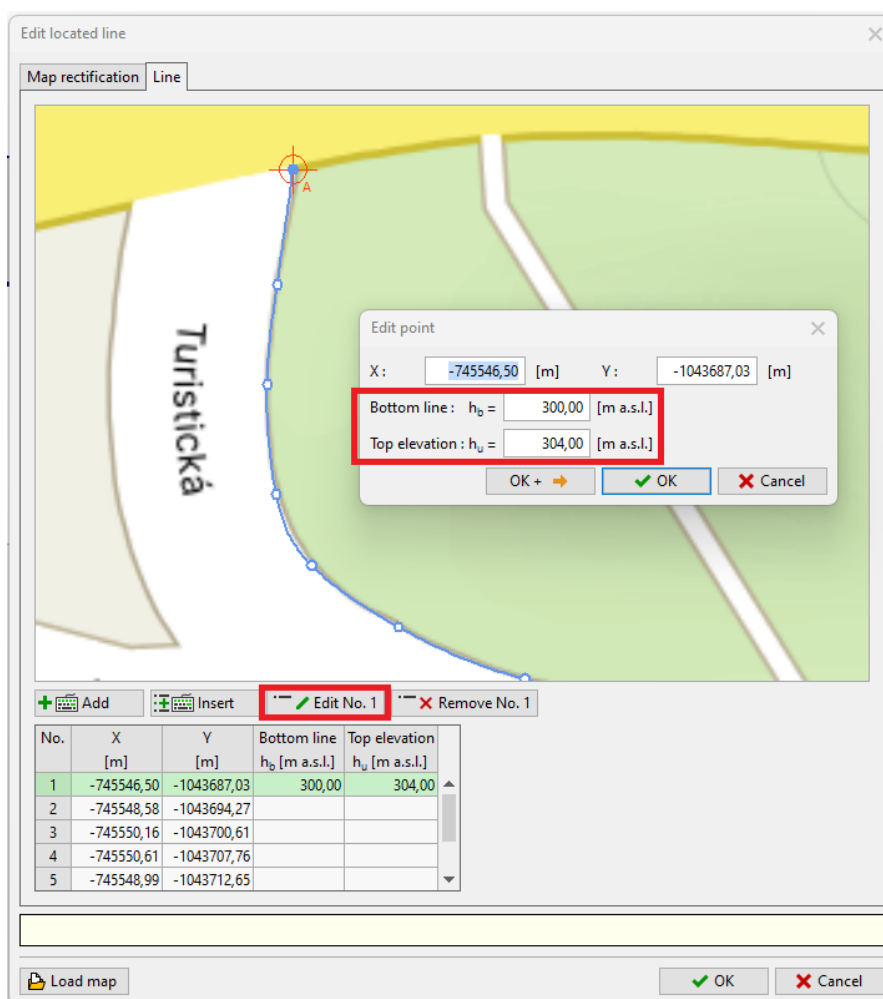 Edit located line
Map rectification Line
A
Turistická
Edit point
X : -745546,50 [m] Y : -1043687,03 [m]
Bottom line : hb = 300,00 [m a.s.l.]
Top elevation : hu = 304,00 [m a.s.l.]
OK + OK Cancel
Add Insert Edit No. 1 Remove No. 1
No. X Y Bottom line Top elevation
[m] [m] hb [m a.s.l.] hu [m a.s.l.]
1 -745546,50 -1043687,03 300,00 304,00
2 -745548,58 -1043694,27
3 -745550,16 -1043700,61
4 -745550,61 -1043707,76
5 -745548,99 -1043712,65
Load map OK Cancel